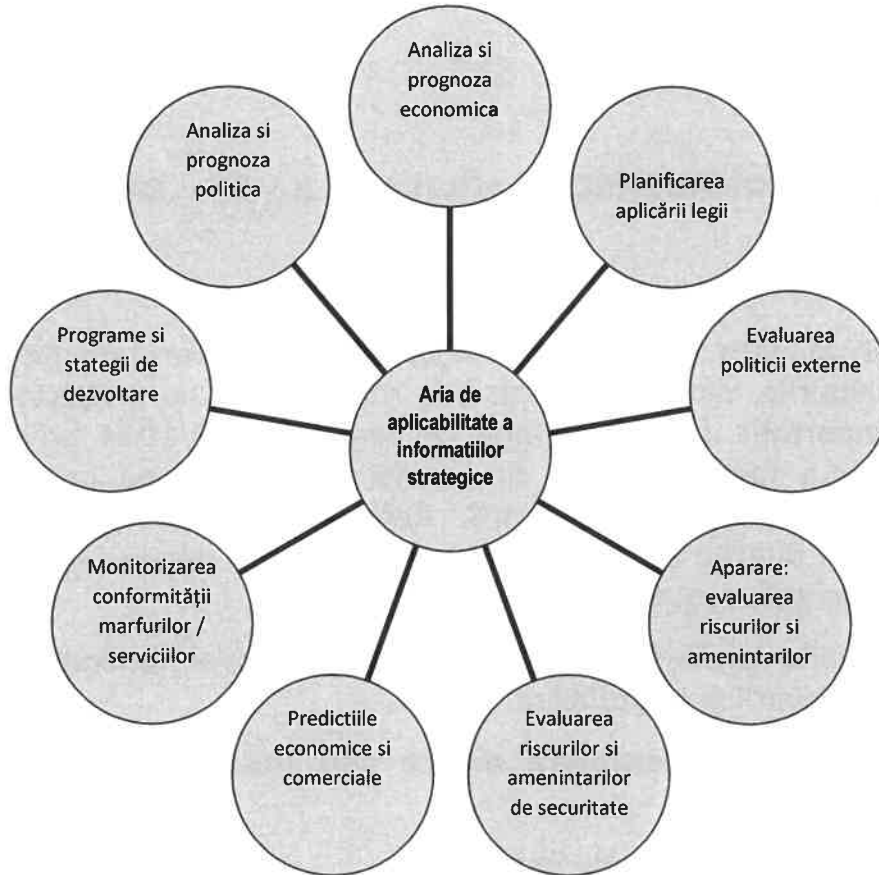 Analiza si
prognoza
economica
Planificarea
aplicării legii
Evaluarea
politicii externe
Aparare:
evaluarea
riscurilor si
amenintarilor
Evaluarea
riscurilor si
amenintarilor
de securitate
Predictiile
economice si
comerciale
Monitorizarea
conformității
marfurilor /
serviciilor
Programe si
stategii de
dezvoltare
Analiza si
prognoza
politica
Aria de
aplicabilitate a
informatiilor
strategice